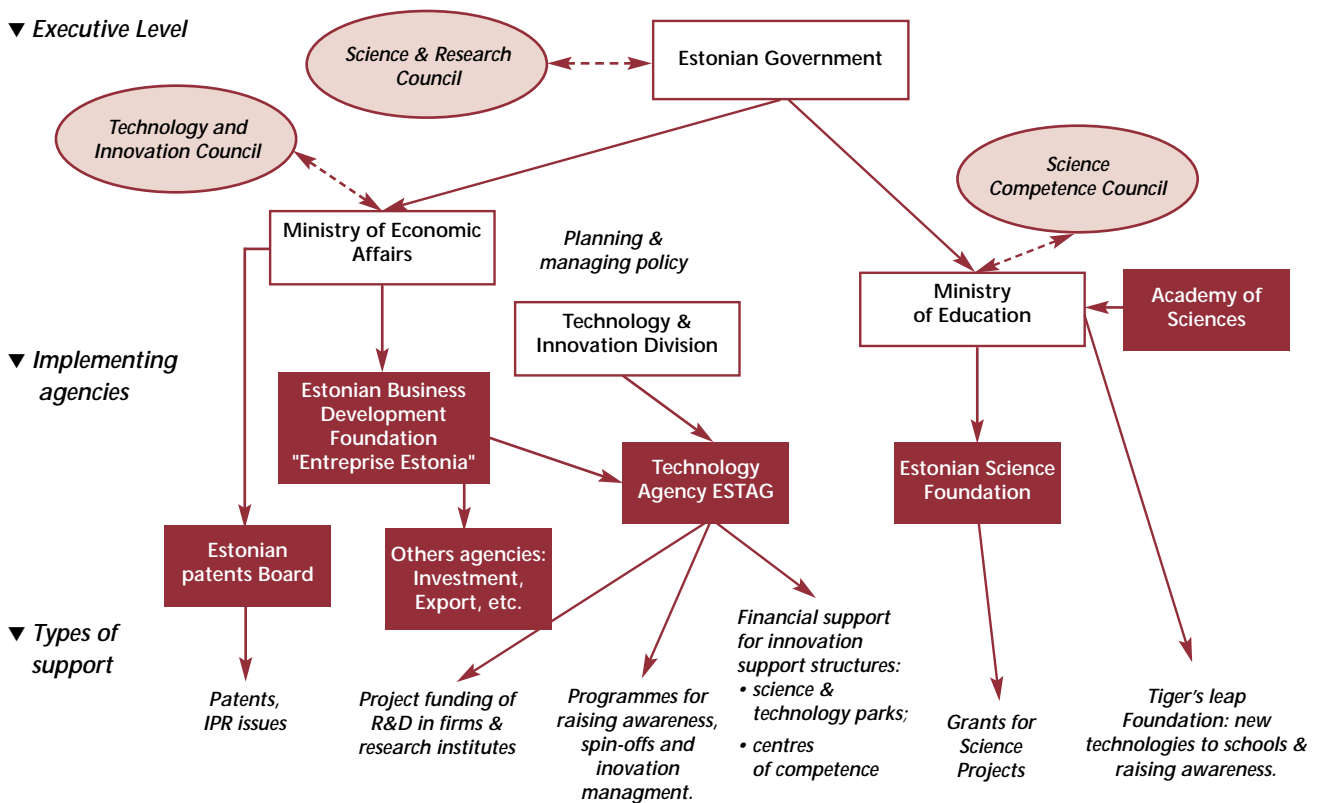 ▼ Executive Level
Science & Research
Council
Estonian Government
Technology and
Innovation Council
Science
Competence Council
Ministry of Economic
Affairs
Planning &
managing policy
Ministry
of Education
Academy of
Sciences
Technology &
Innovation Division
▼ Implementing
agencies
Estonian Business
Development
Foundation
"Entreprise Estonia"
Technology
Agency ESTAG
Estonian Science
Foundation
Estonian
patents Board
Others agencies:
Investment,
Export, etc.
▼ Types of
support
Patents,
IPR issues
Project funding of
R&D in firms &
research institutes
Programmes for
raising awareness,
spin-offs and
inovation
managment.
Financial support
for innovation
support structures:
• science &
technology parks;
• centres
of competence
Grants for
Science
Projects
Tiger's leap
Foundation: new
technologies to schools &
raising awareness.